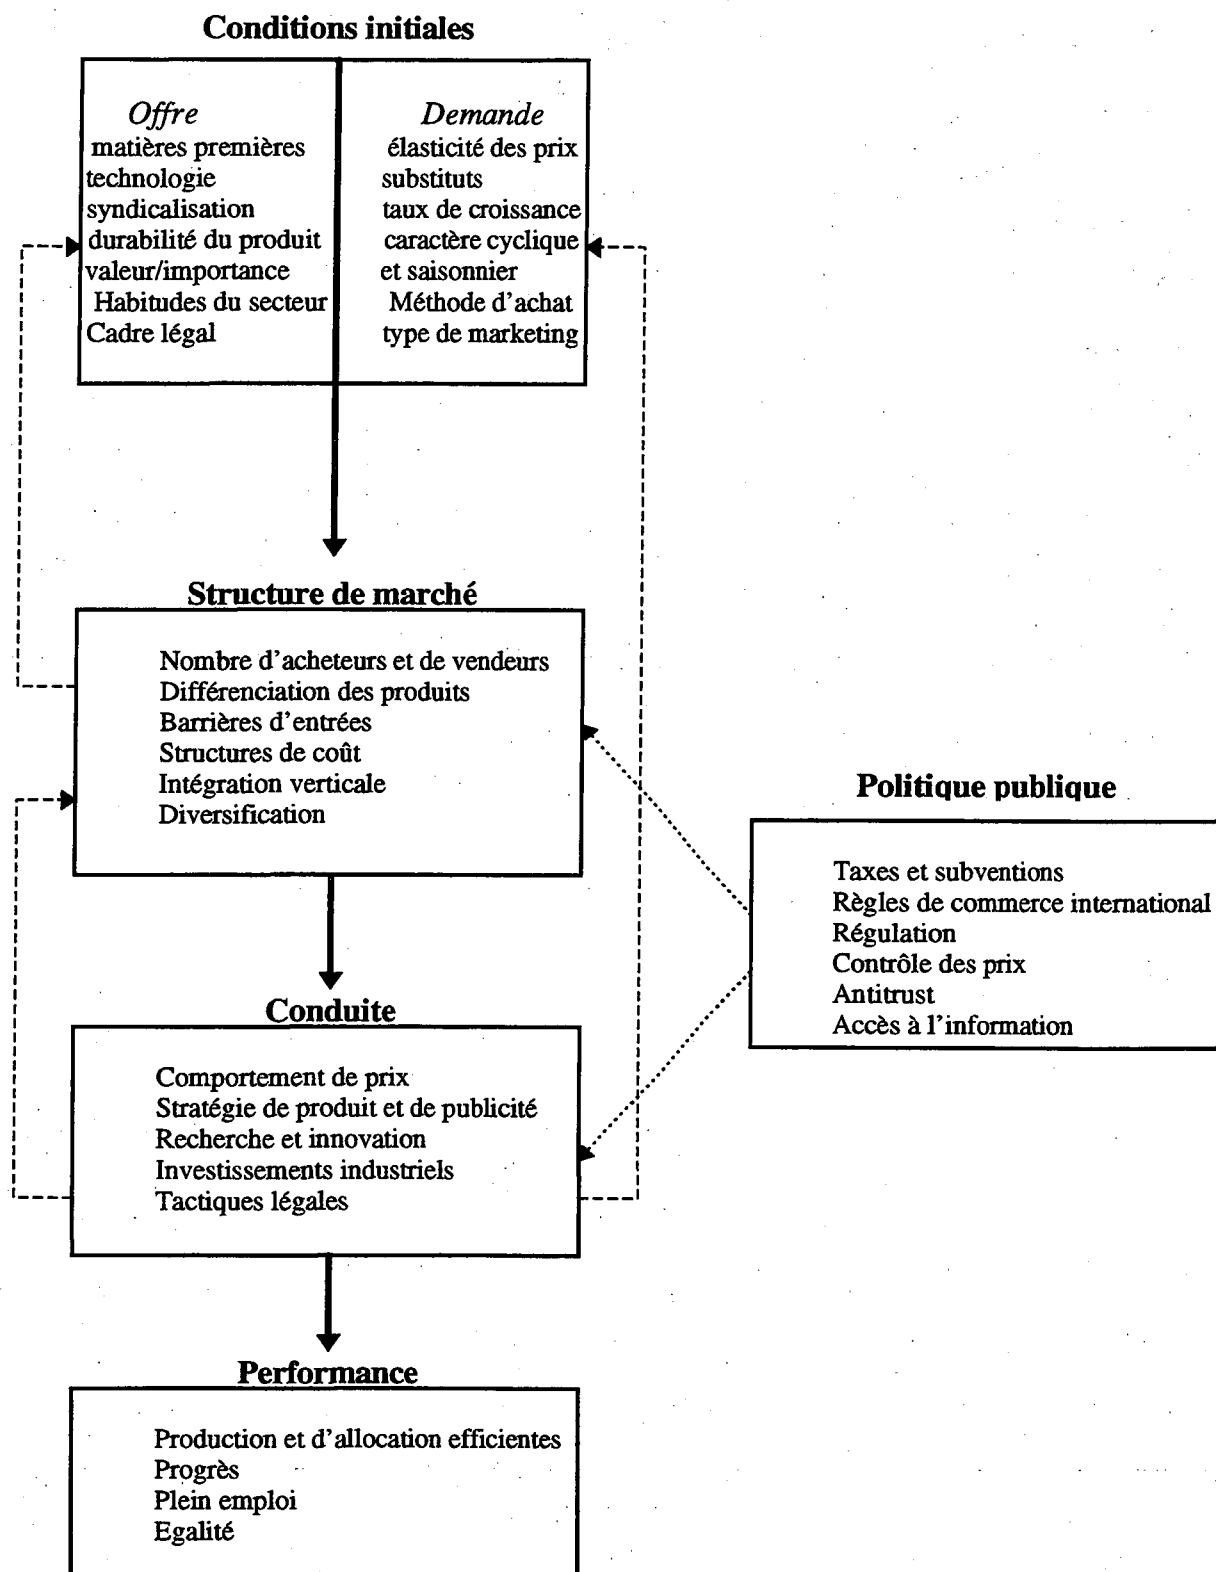 Conditions initiales
Offre
matières premières
technologie
syndicalisation
durabilité du produit
valeur/importance
Habitudes du secteur
Cadre légal
Demande
élasticité des prix
substituts
taux de croissance
caractère cyclique
et saisonnier
Méthode d'achat
type de marketing
Structure de marché
Nombre d'acheteurs et de vendeurs
Différenciation des produits
Barrières d'entrées
Structures de coût
Intégration verticale
Diversification
Politique publique
Taxes et subventions
Règles de commerce international
Régulation
Contrôle des prix
Antitrust
Accès à l'information
Conduite
Comportement de prix
Stratégie de produit et de publicité
Recherche et innovation
Investissements industriels
Tactiques légales
Performance
Production et d'allocation efficientes
Progrès
Plein emploi
Egalité